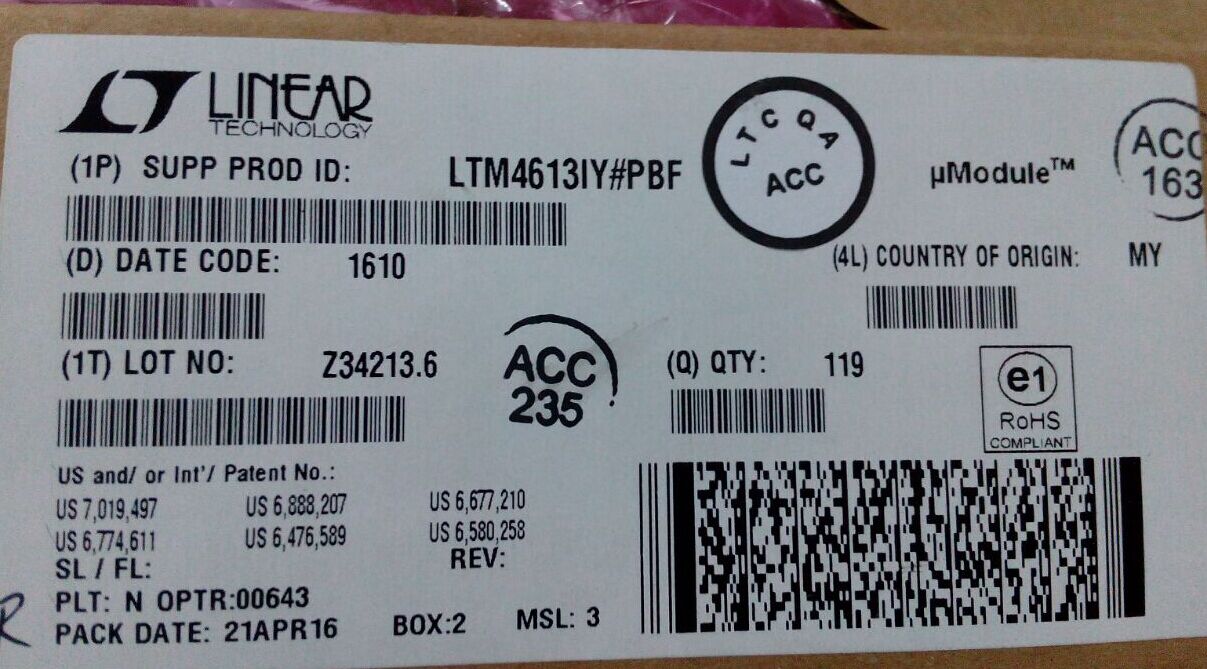 LINEAR
TECHNOLOGY
LTC QA
ACC
µModule™
ACC
163
(1P) SUPP PROD ID: LTM4613IY#PBF
(D) DATE CODE: 1610
(4L) COUNTRY OF ORIGIN: MY
(1T) LOT NO: Z34213.6
ACC
235
(Q) QTY: 119
e1
RoHS
COMPLIANT
US and/ or Int'/ Patent No.:
US 7,019,497 US 6,888,207 US 6,677,210
US 6,774,611 US 6,476,589 US 6,580,258
SL / FL: REV:
PLT: N OPTR:00643
PACK DATE: 21APR16 BOX:2 MSL: 3